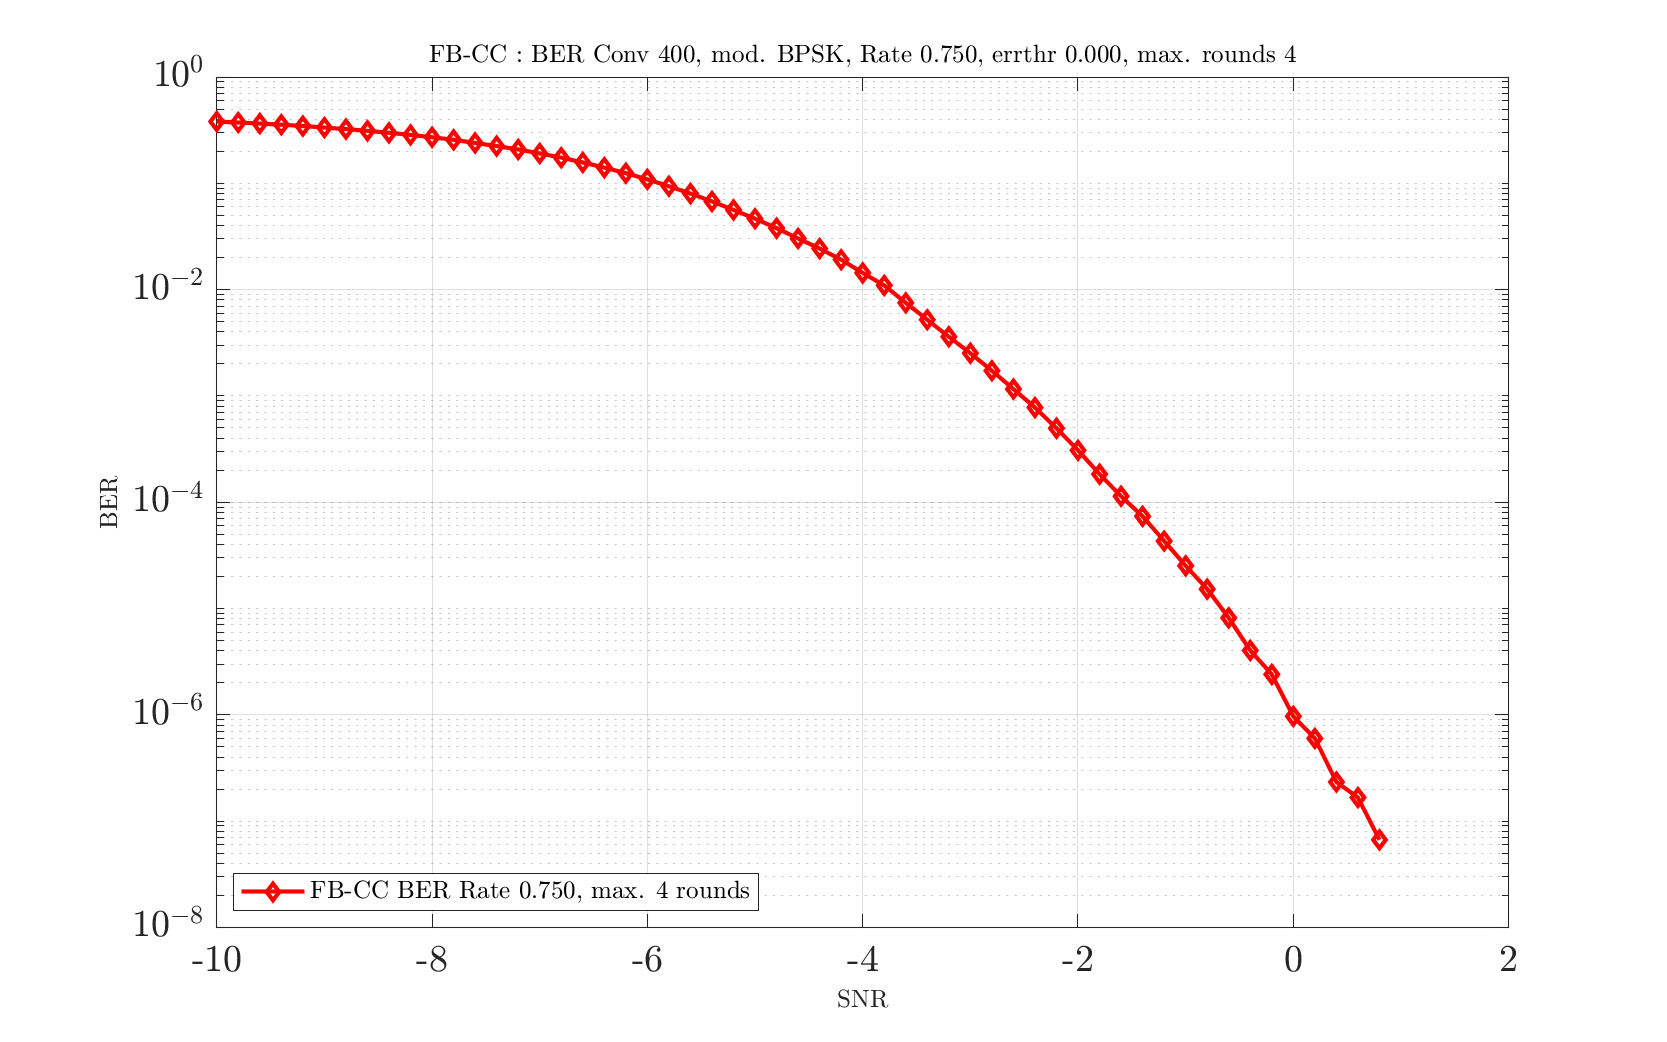 FB-CC : BER Conv 400, mod. BPSK, Rate 0.750, errthr 0.000, max. rounds 4
10^0
10^-2
10^-4
10^-6
10^-8
BER
FB-CC BER Rate 0.750, max. 4 rounds
-10 -8 -6 -4 -2 0 2
SNR